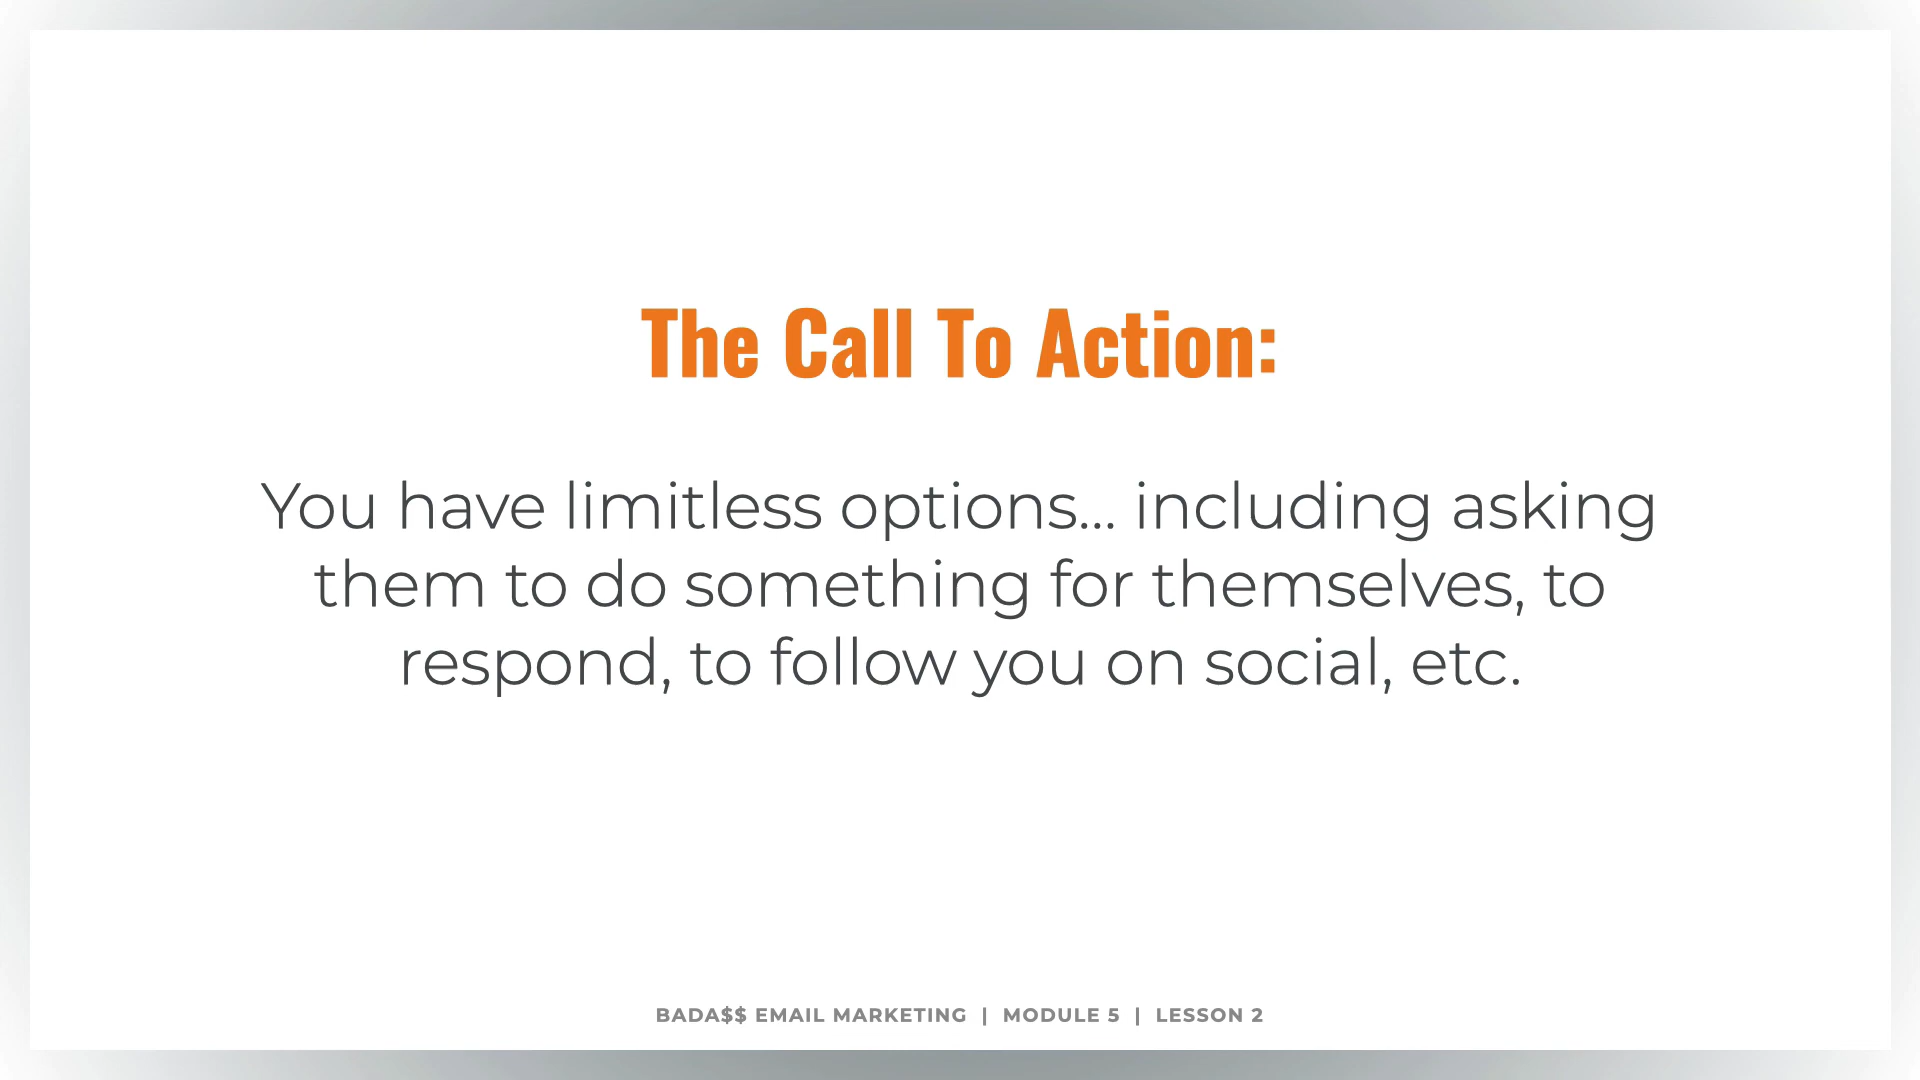 The Call To Action:
You have limitless options... including asking
them to do something for themselves, to
respond, to follow you on social, etc.
BADA$$ EMAIL MARKETING | MODULE 5 | LESSON 2